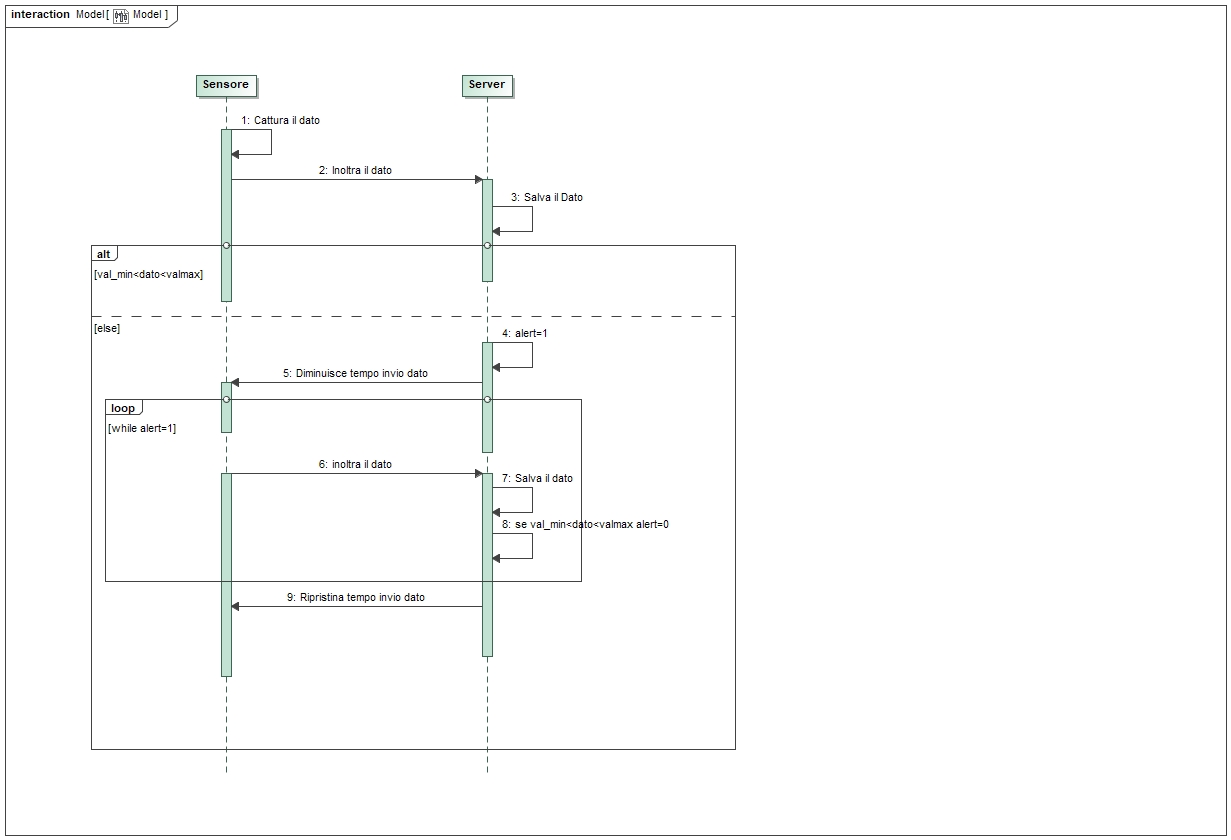 interaction Model[ Model ]
Sensore
Server
1: Cattura il dato
2: Inoltra il dato
3: Salva il Dato
alt
[val_min<dato<valmax]
[else]
4: alert=1
5: Diminuisce tempo invio dato
loop
[while alert=1]
6: inoltra il dato
7: Salva il dato
8: se val_min<dato<valmax alert=0
9: Ripristina tempo invio dato